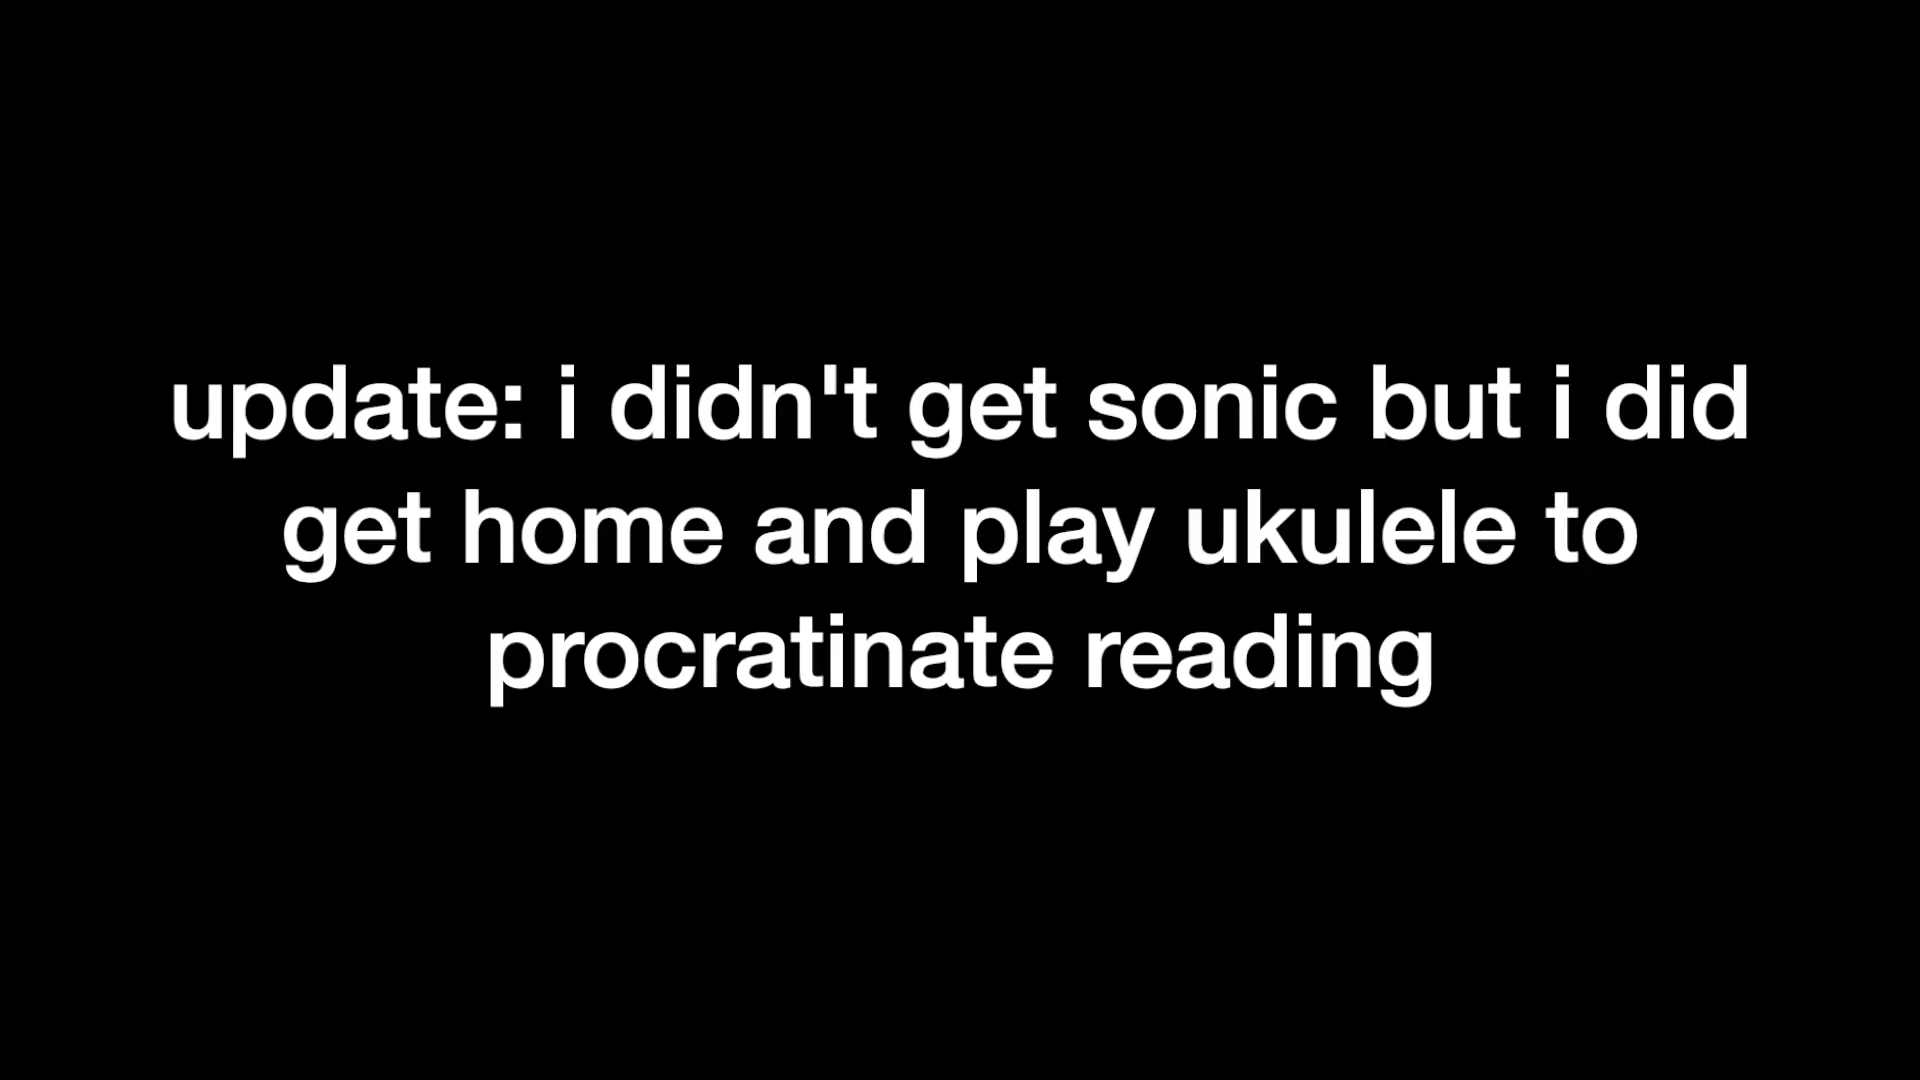 update: i didn't get sonic but i did
get home and play ukulele to
procratinate reading